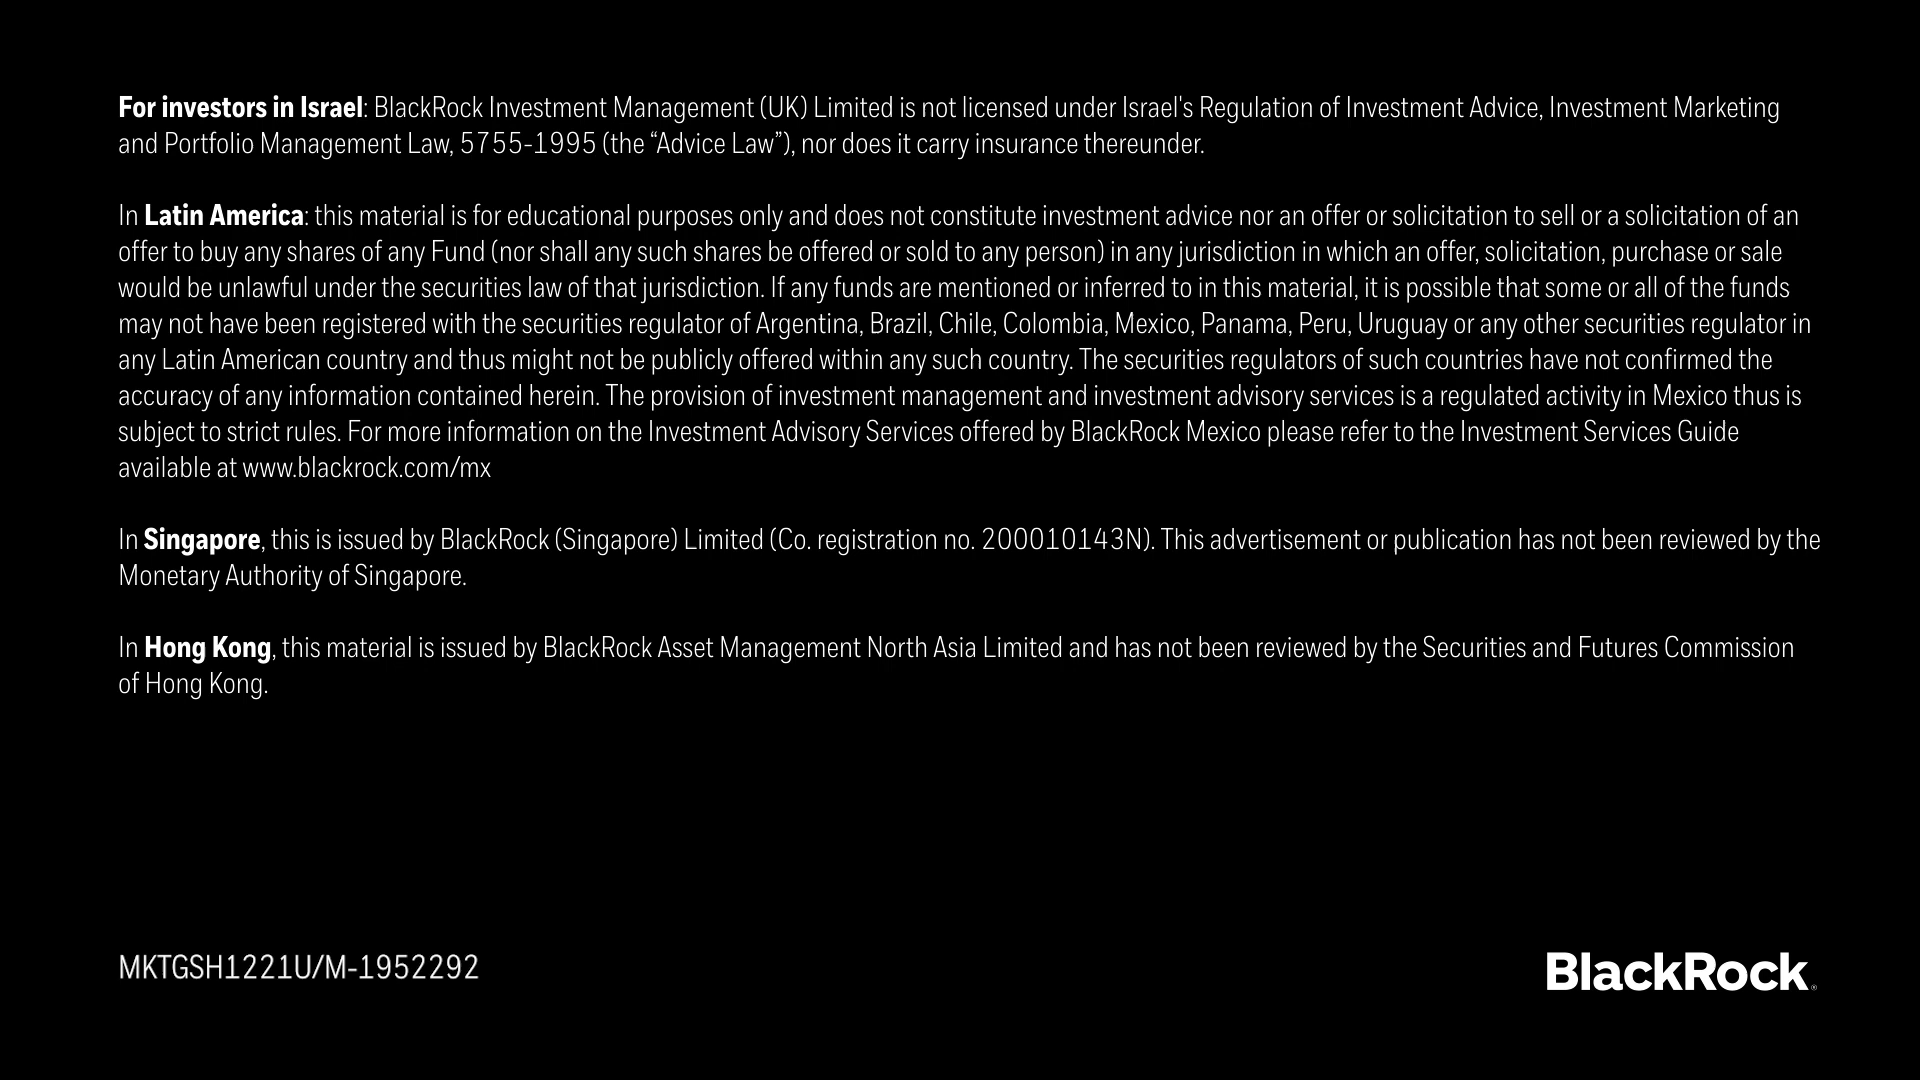 For investors in Israel: BlackRock Investment Management (UK) Limited is not licensed under Israel's Regulation of Investment Advice, Investment Marketing
and Portfolio Management Law, 5755-1995 (the “Advice Law”), nor does it carry insurance thereunder.
In Latin America: this material is for educational purposes only and does not constitute investment advice nor an offer or solicitation to sell or a solicitation of an
offer to buy any shares of any Fund (nor shall any such shares be offered or sold to any person) in any jurisdiction in which an offer, solicitation, purchase or sale
would be unlawful under the securities law of that jurisdiction. If any funds are mentioned or inferred to in this material, it is possible that some or all of the funds
may not have been registered with the securities regulator of Argentina, Brazil, Chile, Colombia, Mexico, Panama, Peru, Uruguay or any other securities regulator in
any Latin American country and thus might not be publicly offered within any such country. The securities regulators of such countries have not confirmed the
accuracy of any information contained herein. The provision of investment management and investment advisory services is a regulated activity in Mexico thus is
subject to strict rules. For more information on the Investment Advisory Services offered by BlackRock Mexico please refer to the Investment Services Guide
available at www.blackrock.com/mx
In Singapore, this is issued by BlackRock (Singapore) Limited (Co. registration no. 200010143N). This advertisement or publication has not been reviewed by the
Monetary Authority of Singapore.
In Hong Kong, this material is issued by BlackRock Asset Management North Asia Limited and has not been reviewed by the Securities and Futures Commission
of Hong Kong.
MKTGSH1221U/M-1952292
BlackRock®